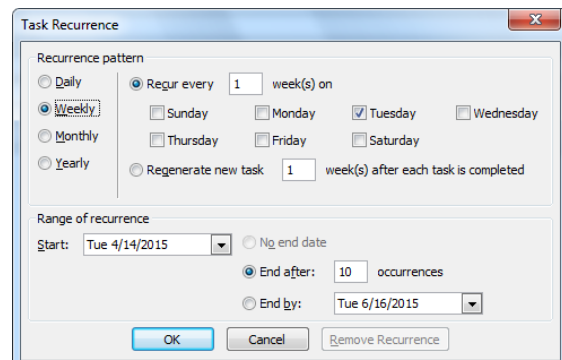 Task Recurrence
Recurrence pattern
Daily
Weekly
Monthly
Yearly
Recur every 1 week(s) on
Sunday Monday Tuesday Wednesday
Thursday Friday Saturday
Regenerate new task 1 week(s) after each task is completed
Range of recurrence
Start: Tue 4/14/2015
No end date
End after: 10 occurrences
End by: Tue 6/16/2015
OK Cancel Remove Recurrence